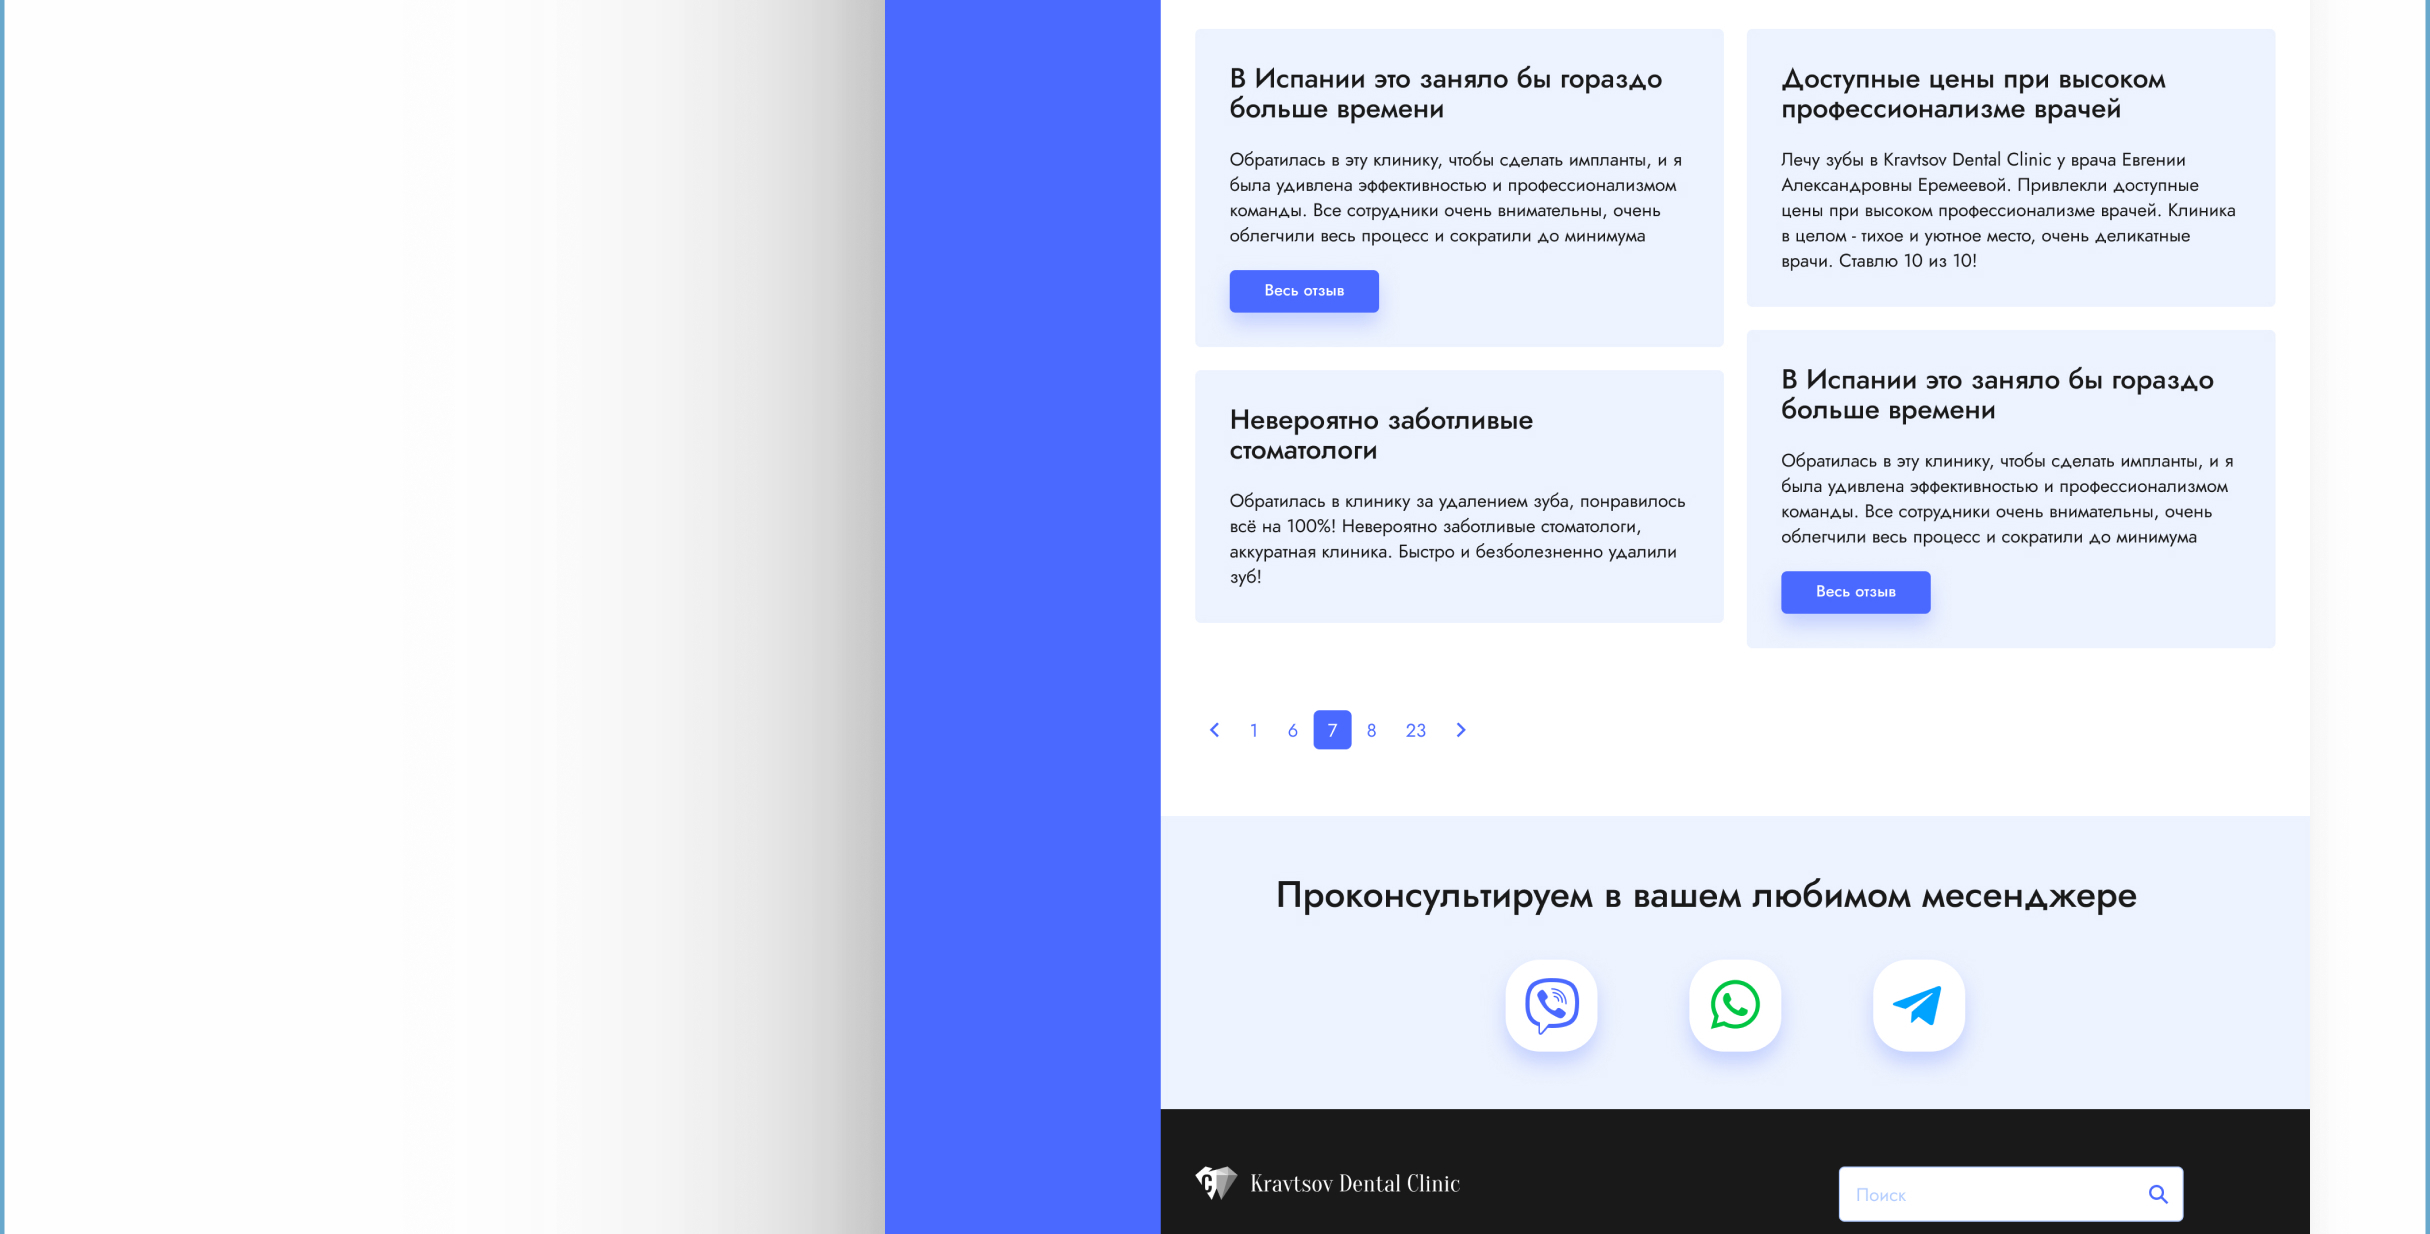 В Испании это заняло бы гораздо
больше времени
Обратилась в эту клинику, чтобы сделать импланты, и я
была удивлена эффективностью и профессионализмом
команды. Все сотрудники очень внимательны, очень
облегчили весь процесс и сократили до минимума
Весь отзыв
Невероятно заботливые
стоматологи
Обратилась в клинику за удалением зуба, понравилось
всё на 100%! Невероятно заботливые стоматологи,
аккуратная клиника. Быстро и безболезненно удалили
зуб!
Доступные цены при высоком
профессионализме врачей
Лечу зубы в Kravtsov Dental Clinic у врача Евгении
Александровны Еремеевой. Привлекли доступные
цены при высоком профессионализме врачей. Клиника
в целом - тихое и уютное место, очень деликатные
врачи. Ставлю 10 из 10!
В Испании это заняло бы гораздо
больше времени
Обратилась в эту клинику, чтобы сделать импланты, и я
была удивлена эффективностью и профессионализмом
команды. Все сотрудники очень внимательны, очень
облегчили весь процесс и сократили до минимума
Весь отзыв
1 6 7 8 23
Проконсультируем в вашем любимом месенджере
Kravtsov Dental Clinic
Поиск